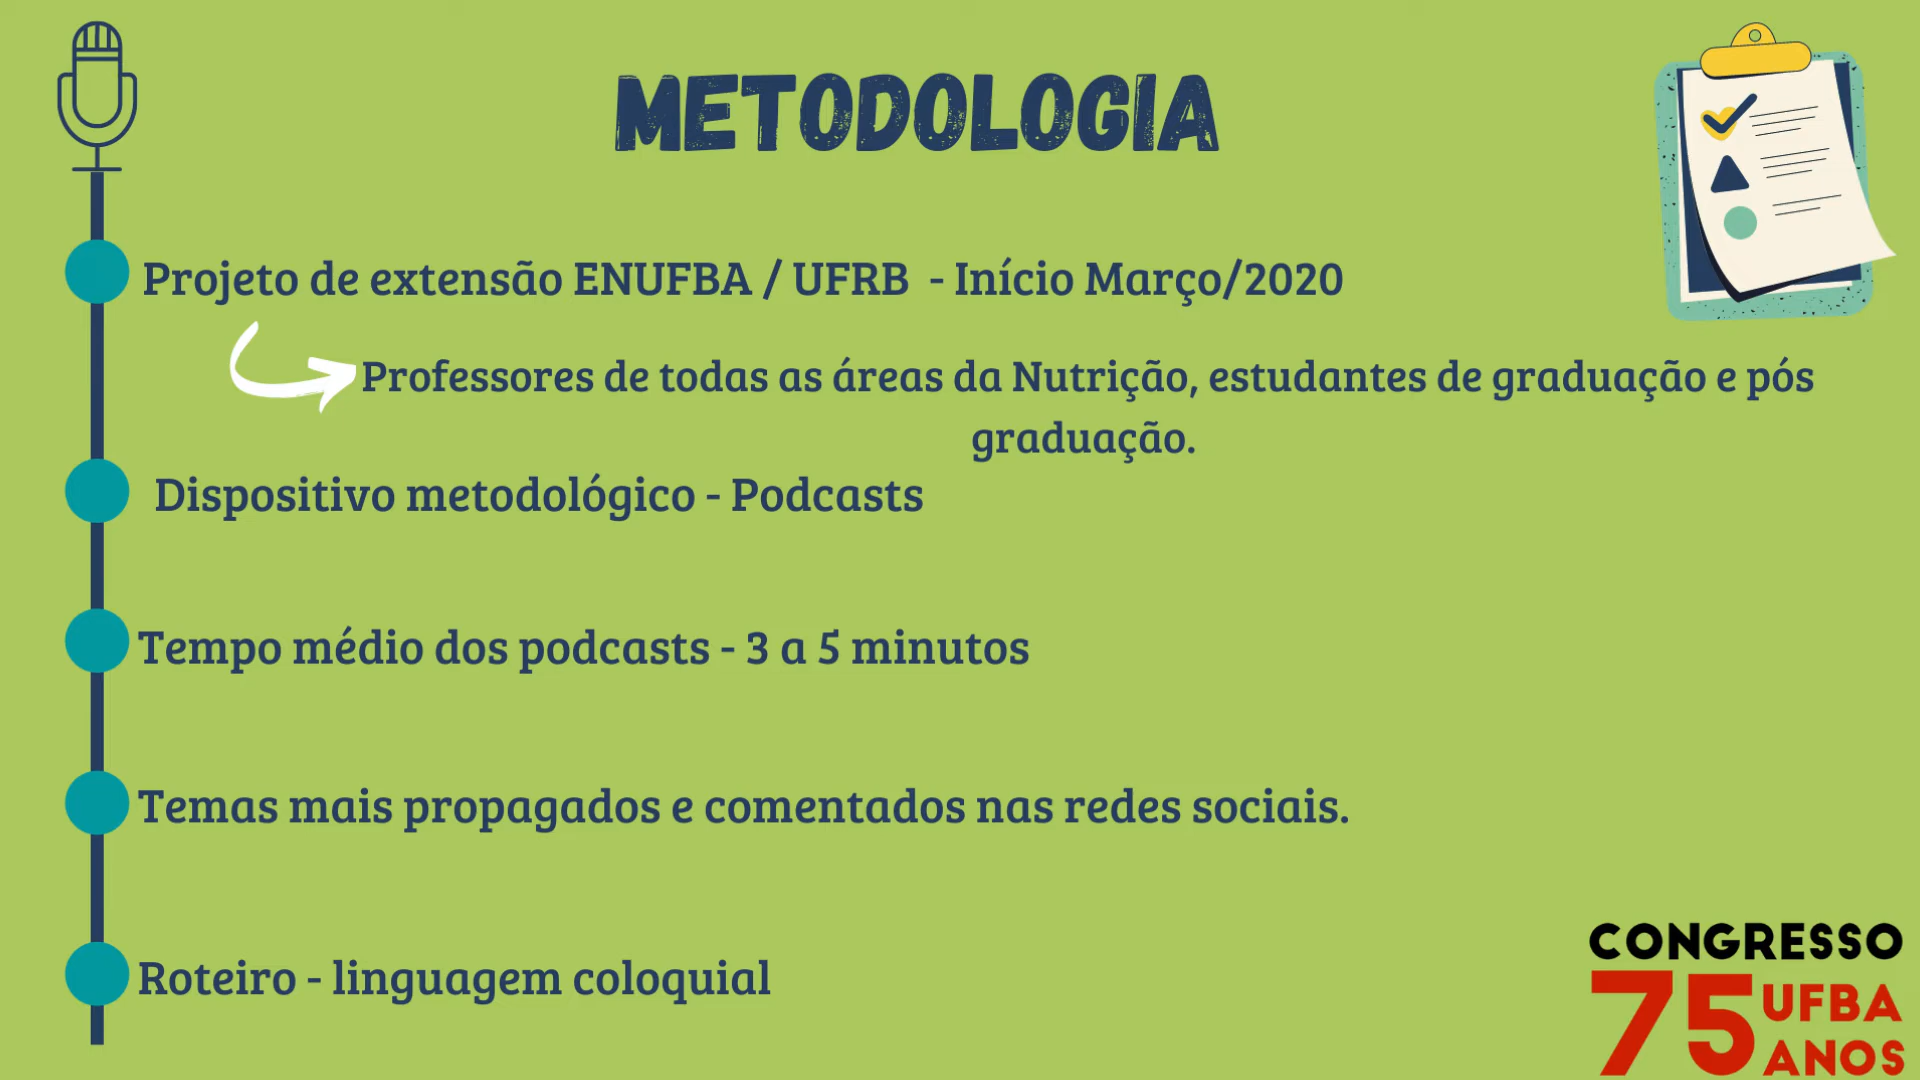 METODOLOGIA
Projeto de extensão ENUFBA / UFRB - Início Março/2020
Professores de todas as áreas da Nutrição, estudantes de graduação e pós
graduação.
Dispositivo metodológico - Podcasts
Tempo médio dos podcasts - 3 a 5 minutos
Temas mais propagados e comentados nas redes sociais.
Roteiro - linguagem coloquial
CONGRESSO
75 UFBA
ANOS